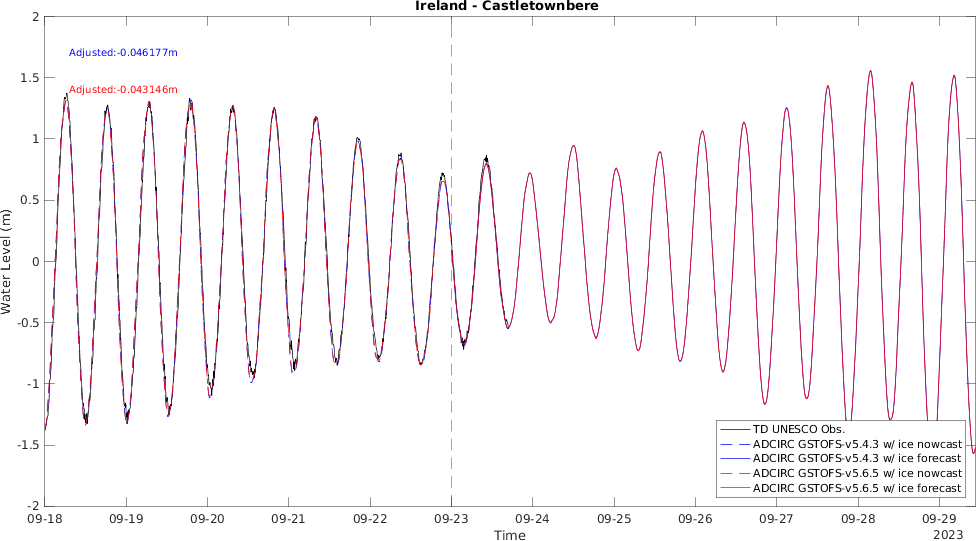 Ireland - Castletownbere
2
1.5
1
0.5
0
-0.5
-1
-1.5
-2
Water Level (m)
Adjusted:-0.046177m
Adjusted:-0.043146m
TD UNESCO Obs.
ADCIRC GSTOFS-v5.4.3 w/ ice nowcast
ADCIRC GSTOFS-v5.4.3 w/ ice forecast
ADCIRC GSTOFS-v5.6.5 w/ ice nowcast
ADCIRC GSTOFS-v5.6.5 w/ ice forecast
09-18 09-19 09-20 09-21 09-22 09-23 09-24 09-25 09-26 09-27 09-28 09-29
Time
2023